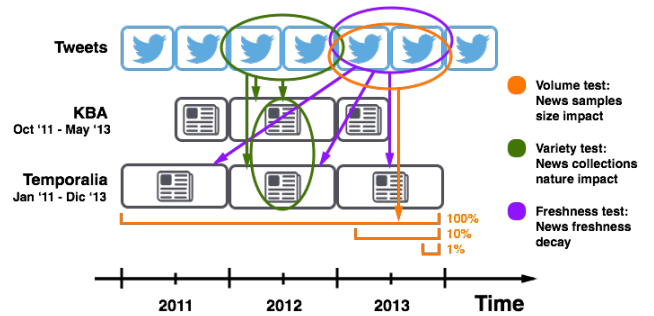 Tweets
KBA
Oct '11 - May '13
Temporalia
Jan '11 - Dic '13
Volume test:
News samples
size impact
Variety test:
News collections
nature impact
Freshness test:
News freshness
decay
100%
10%
1%
2011
2012
2013
Time